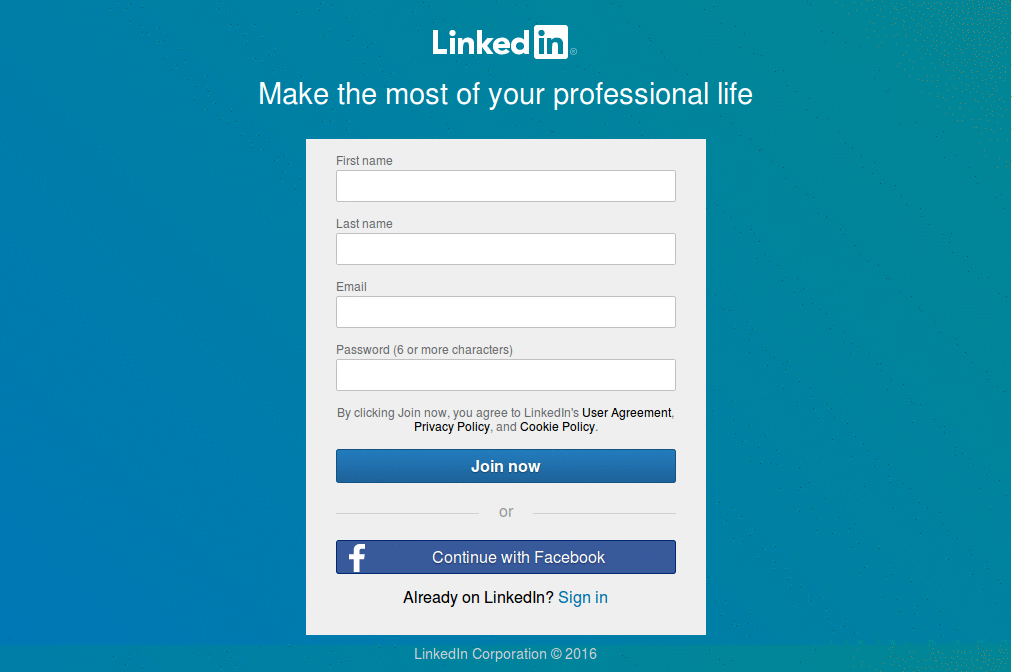 Linked in®
Make the most of your professional life
First name
Last name
Email
Password (6 or more characters)
By clicking Join now, you agree to LinkedIn's User Agreement,
Privacy Policy, and Cookie Policy.
Join now
or
f Continue with Facebook
Already on LinkedIn? Sign in
LinkedIn Corporation © 2016